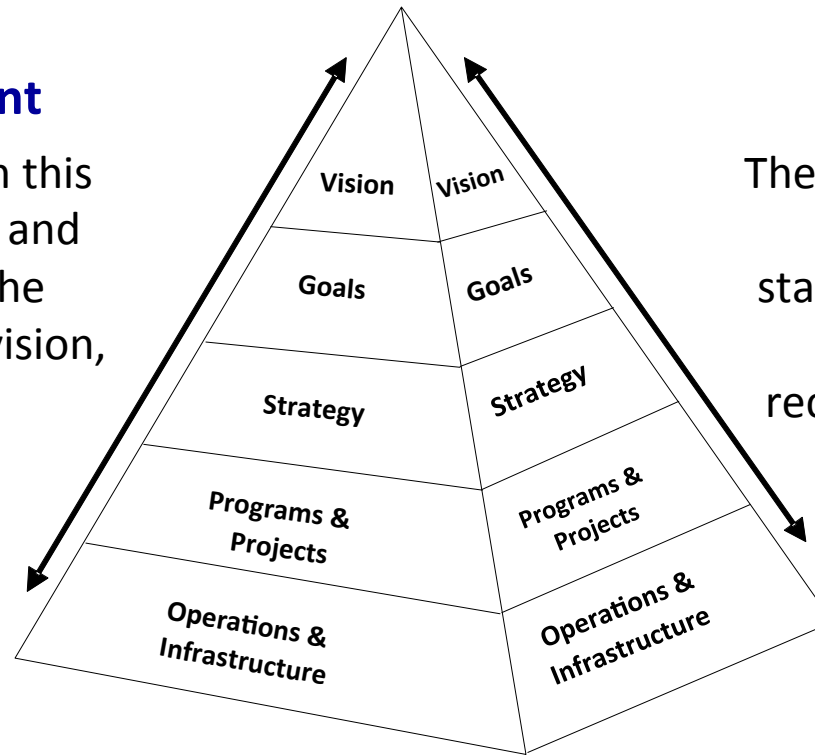 nt
n this
and
he
vision,
Vision
Goals
Strategy
Programs &
Projects
Operations &
Infrastructure
Vision
Goals
Strategy
Programs &
Projects
Operations &
Infrastructure
The
sta
rec